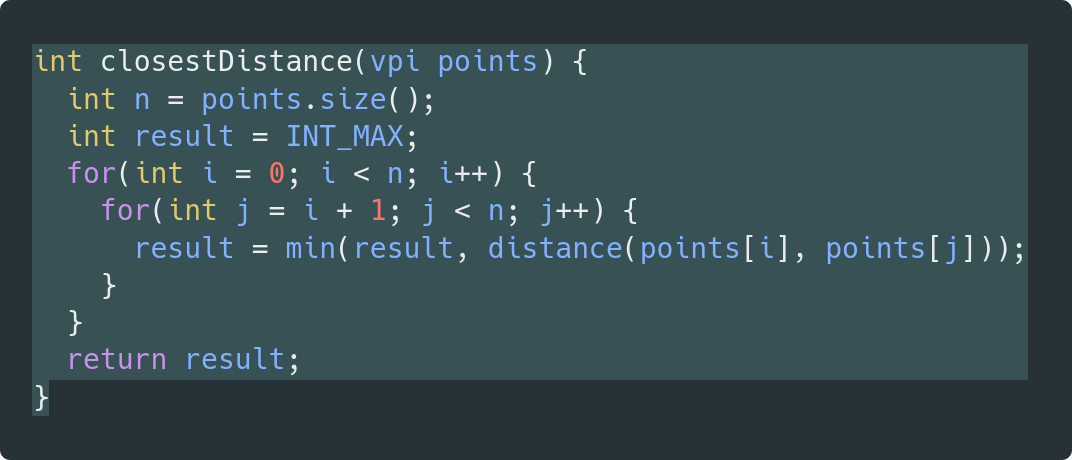 int closestDistance(vpi points) {
  int n = points.size();
  int result = INT_MAX;
  for(int i = 0; i < n; i++) {
    for(int j = i + 1; j < n; j++) {
      result = min(result, distance(points[i], points[j]));
    }
  }
  return result;
}